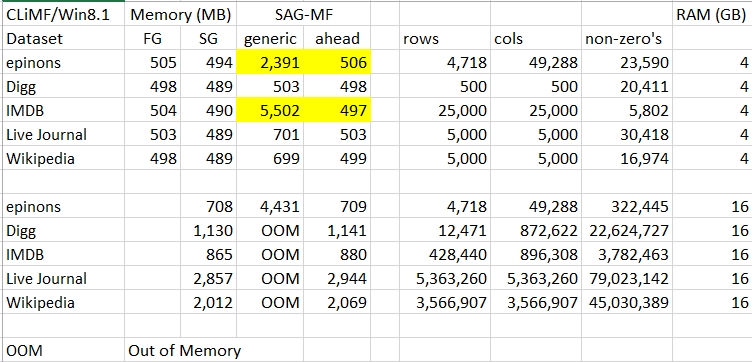 CLiMF/Win8.1 Memory (MB) SAG-MF RAM (GB)
Dataset FG SG generic ahead rows cols non-zero's
epinons 505 494 2,391 506 4,718 49,288 23,590 4
Digg 498 489 503 498 500 500 20,411 4
IMDB 504 490 5,502 497 25,000 25,000 5,802 4
Live Journal 503 489 701 503 5,000 5,000 30,418 4
Wikipedia 498 489 699 499 5,000 5,000 16,974 4
epinons 708 4,431 709 4,718 49,288 322,445 16
Digg 1,130 OOM 1,141 12,471 872,622 22,624,727 16
IMDB 865 OOM 880 428,440 896,308 3,782,463 16
Live Journal 2,857 OOM 2,944 5,363,260 5,363,260 79,023,142 16
Wikipedia 2,012 OOM 2,069 3,566,907 3,566,907 45,030,389 16
OOM Out of Memory